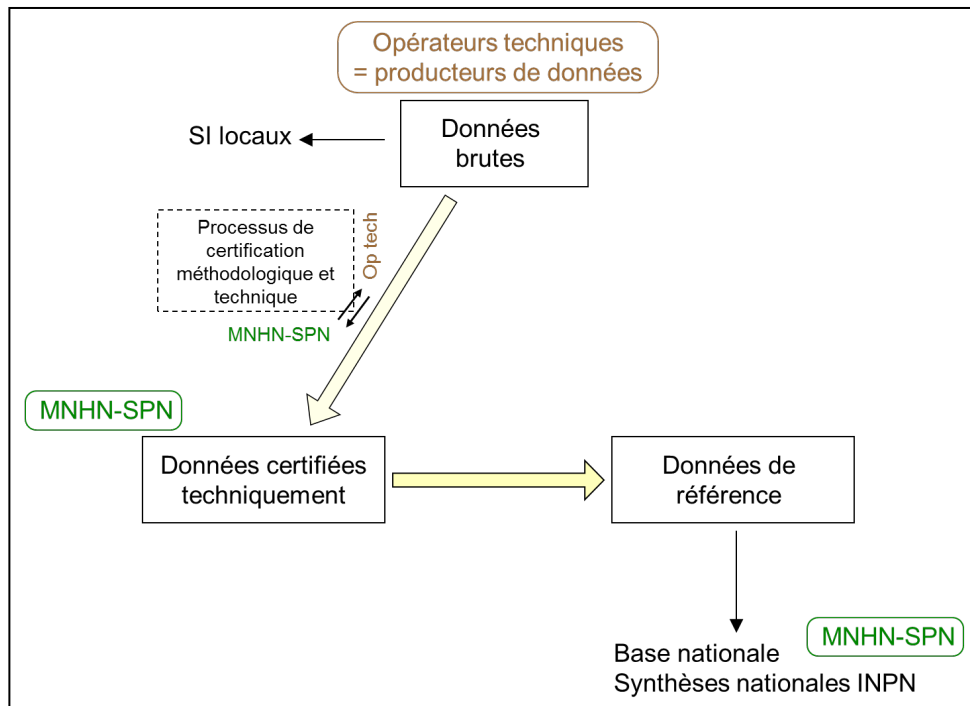 Opérateurs techniques
= producteurs de données
Données
brutes
SI locaux
Processus de
certification
méthodologique et
technique
Op tech
MNHN-SPN
MNHN-SPN
Données certifiées
techniquement
Données de
référence
MNHN-SPN
Base nationale
Synthèses nationales INPN